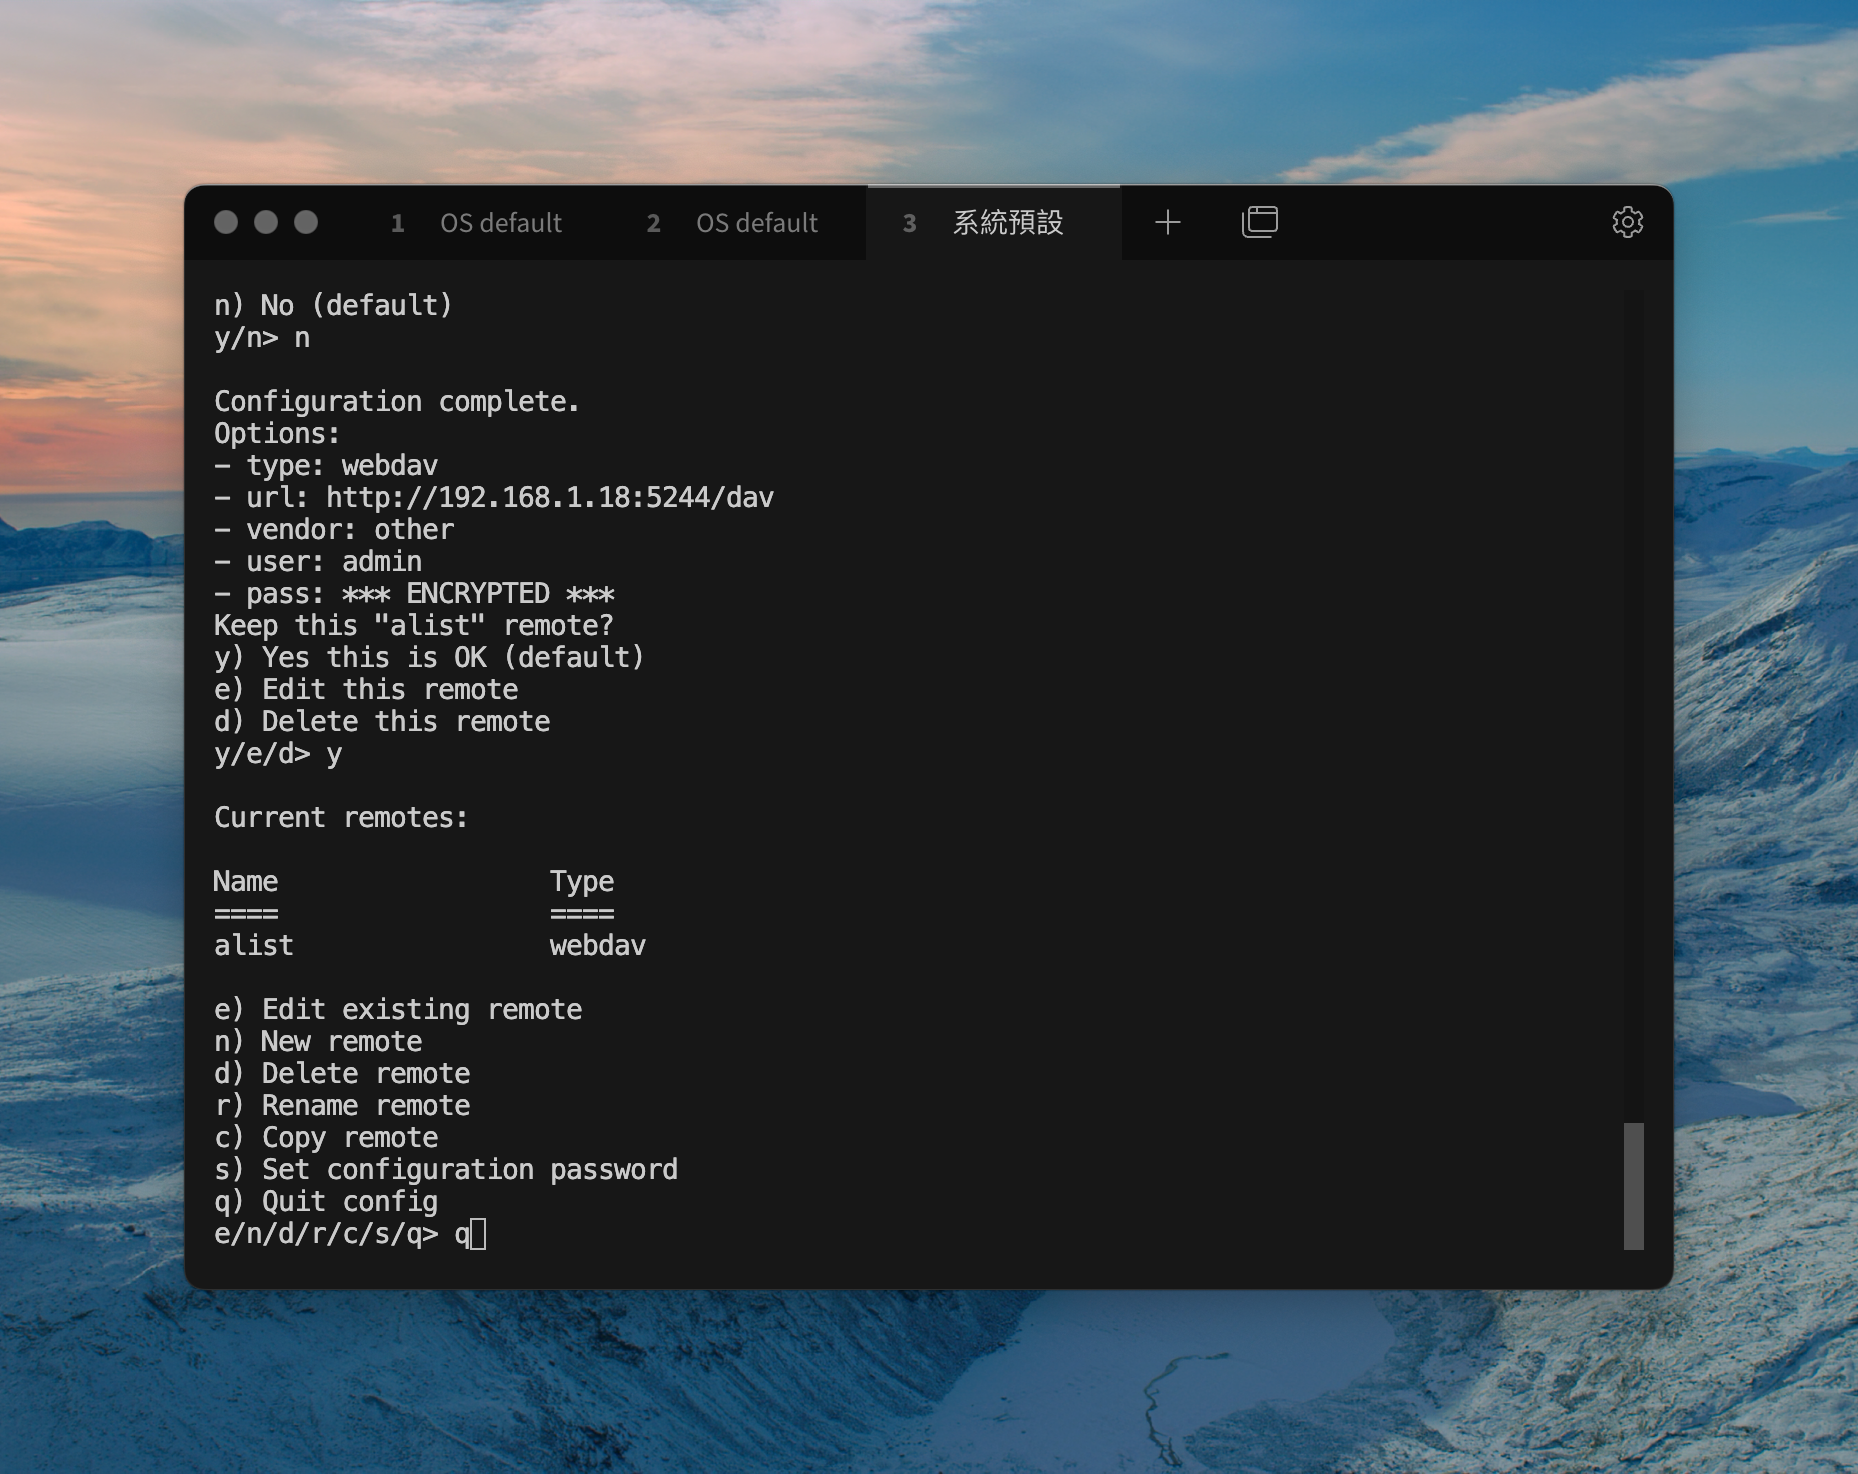 1 OS default 2 OS default 3 系統預設
n) No (default)
y/n> n
Configuration complete.
Options:
- type: webdav
- url: http://192.168.1.18:5244/dav
- vendor: other
- user: admin
- pass: *** ENCRYPTED ***
Keep this "alist" remote?
y) Yes this is OK (default)
e) Edit this remote
d) Delete this remote
y/e/d> y
Current remotes:
Name Type
==== ====
alist webdav
e) Edit existing remote
n) New remote
d) Delete remote
r) Rename remote
c) Copy remote
s) Set configuration password
q) Quit config
e/n/d/r/c/s/q> q